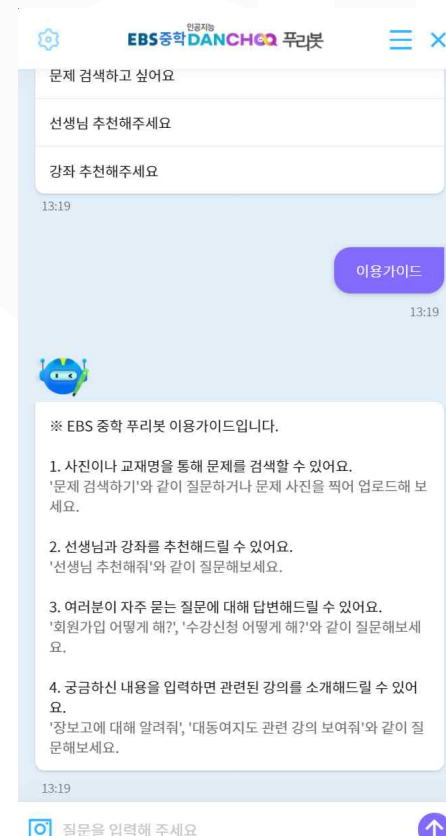 인공지능
EBS중학DANCHOO 푸리봇
문제 검색하고 싶어요
선생님 추천해주세요
강좌 추천해주세요
13:19
이용가이드
13:19
※ EBS 중학 푸리봇 이용가이드입니다.
1. 사진이나 교재명을 통해 문제를 검색할 수 있어요.
'문제 검색하기'와 같이 질문하거나 문제 사진을 찍어 업로드해 보
세요.
2. 선생님과 강좌를 추천해드릴 수 있어요.
'선생님 추천해줘'와 같이 질문해보세요.
3. 여러분이 자주 묻는 질문에 대해 답변해드릴 수 있어요.
'회원가입 어떻게 해?', '수강신청 어떻게 해?'와 같이 질문해보세
요.
4. 궁금하신 내용을 입력하면 관련된 강의를 소개해드릴 수 있어
요.
'장보고에 대해 알려줘', '대동여지도 관련 강의 보여줘'와 같이 질
문해보세요.
13:19
질문을 입력해 주세요